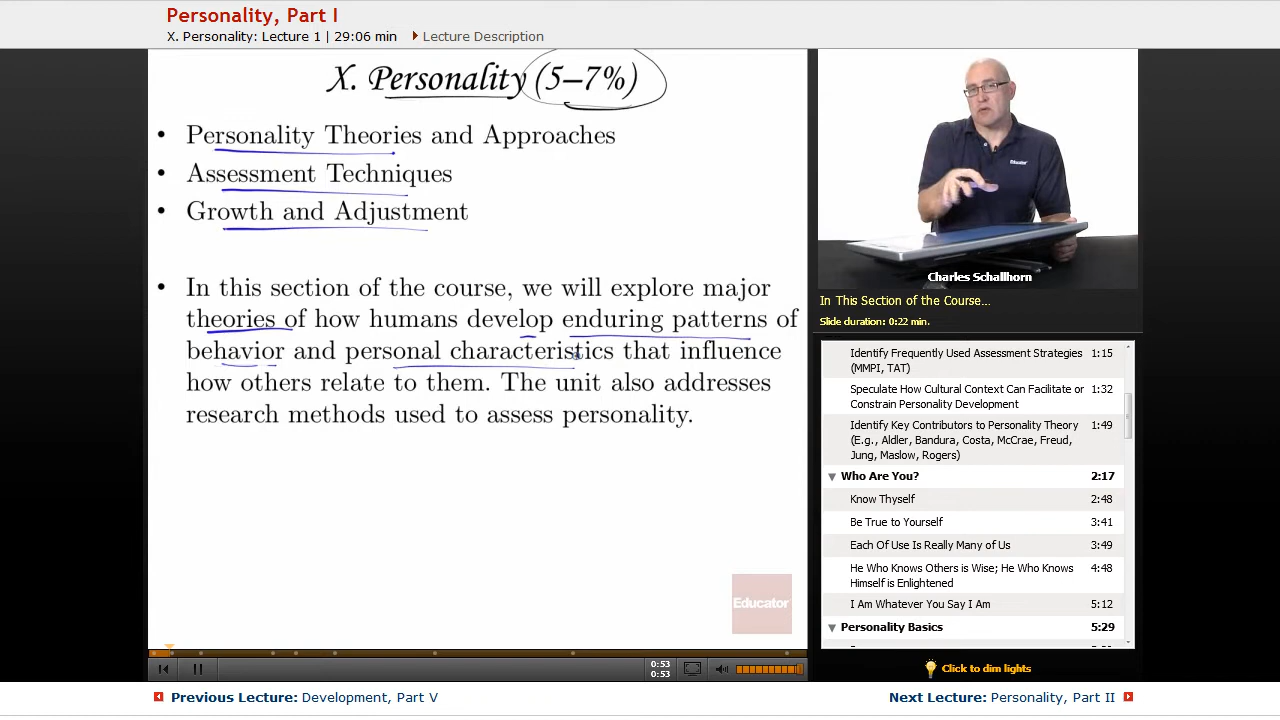 Personality, Part I
X. Personality: Lecture 1 | 29:06 min
Lecture Description
X. Personality (5–7%)
• Personality Theories and Approaches
• Assessment Techniques
• Growth and Adjustment
• In this section of the course, we will explore major
theories of how humans develop enduring patterns of
behavior and personal characteristics that influence
how others relate to them. The unit also addresses
research methods used to assess personality.
Educator
Educator
Charles Schallhorn
In This Section of the Course...
Slide duration: 0:22 min.
Identify Frequently Used Assessment Strategies 1:15
(MMPI, TAT)
Speculate How Cultural Context Can Facilitate or 1:32
Constrain Personality Development
Identify Key Contributors to Personality Theory 1:49
(E.g., Aldler, Bandura, Costa, McCrae, Freud,
Jung, Maslow, Rogers)
Who Are You? 2:17
Know Thyself 2:48
Be True to Yourself 3:41
Each Of Use Is Really Many of Us 3:49
He Who Knows Others is Wise; He Who Knows 4:48
Himself is Enlightened
I Am Whatever You Say I Am 5:12
Personality Basics 5:29
0:53
0:53
Click to dim lights
Previous Lecture: Development, Part V
Next Lecture: Personality, Part II